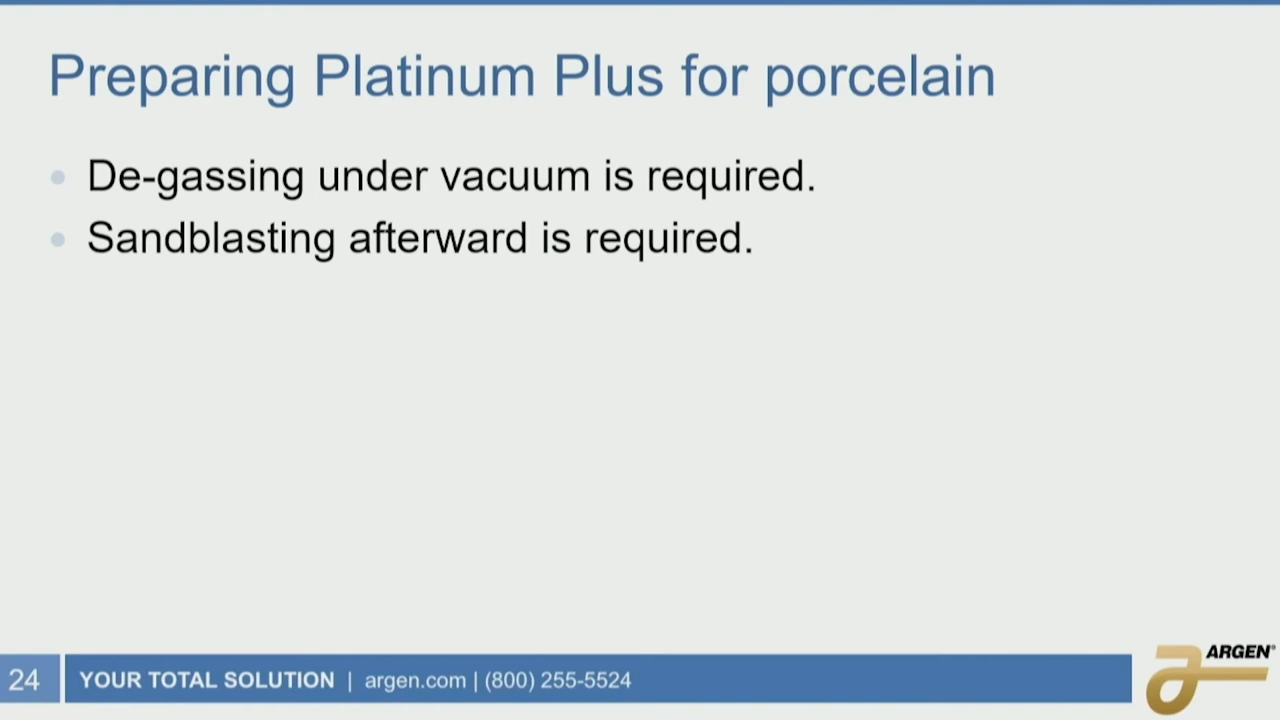 Preparing Platinum Plus for porcelain
• De-gassing under vacuum is required.
• Sandblasting afterward is required.
24
YOUR TOTAL SOLUTION | argen.com | (800) 255-5524
ARGEN®